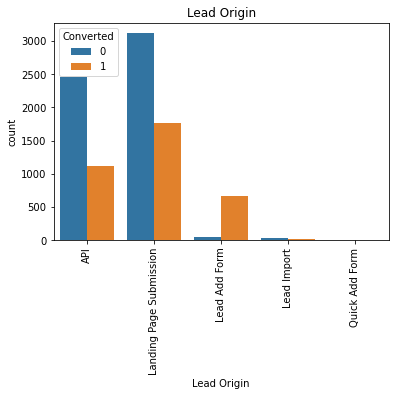 Lead Origin
Converted
0
1
3000
2500
2000
1500
1000
500
0
count
API
Landing Page Submission
Lead Add Form
Lead Import
Quick Add Form
Lead Origin